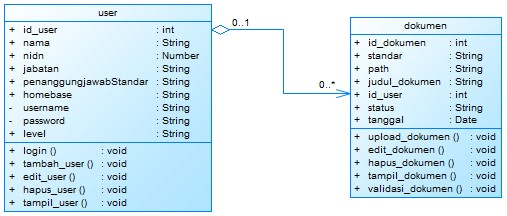 user
+ id_user : int
+ nama : String
+ nidn : Number
+ jabatan : String
+ penanggungjawabStandar : String
+ homebase : String
- username : String
- password : String
+ level : String
+ login () : void
+ tambah_user () : void
+ edit_user () : void
+ hapus_user () : void
+ tampil_user () : void
0..1
0..*
dokumen
+ id_dokumen : int
+ standar : String
+ path : String
+ judul_dokumen : String
+ id_user : int
+ status : String
+ tanggal : Date
+ upload_dokumen () : void
+ edit_dokumen () : void
+ hapus_dokumen () : void
+ tampil_dokumen () : void
+ validasi_dokumen () : void